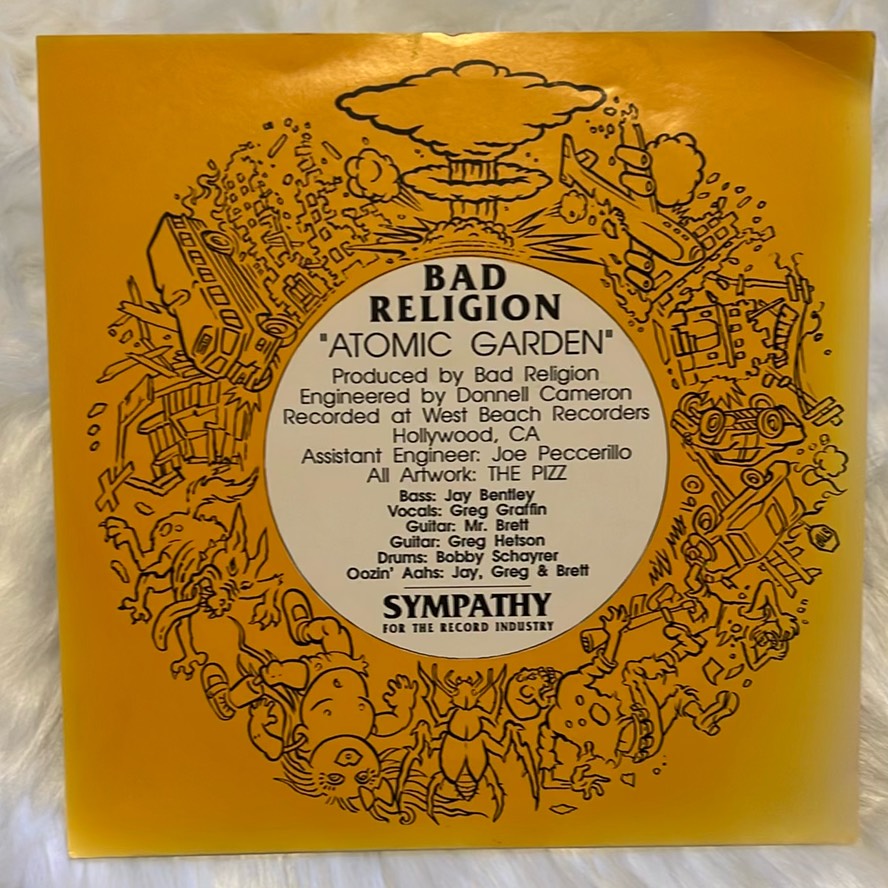 BAD
RELIGION
"ATOMIC GARDEN"
Produced by Bad Religion
Engineered by Donnell Cameron
Recorded at West Beach Recorders
Hollywood, CA
Assistant Engineer: Joe Peccerillo
All Artwork: THE PIZZ
Bass: Jay Bentley
Vocals: Greg Graffin
Guitar: Mr. Brett
Guitar: Greg Hetson
Drums: Bobby Schayrer
Oozin' Aahs: Jay, Greg & Brett
SYMPATHY
FOR THE RECORD INDUSTRY